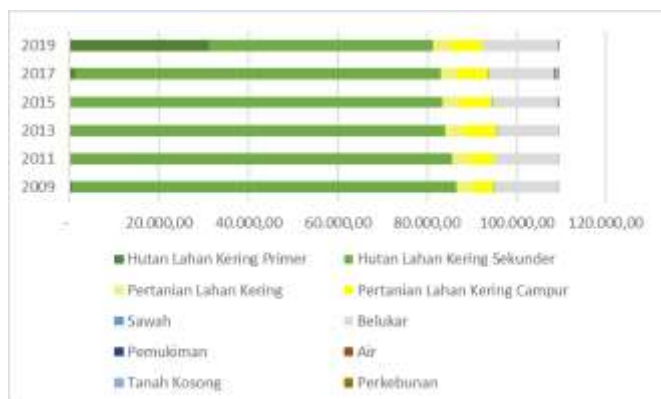 2019
2017
2015
2013
2011
2009
- 20.000,00 40.000,00 60.000,00 80.000,00 100.000,00 120.000,00
Hutan Lahan Kering Primer Hutan Lahan Kering Sekunder
Pertanian Lahan Kering Pertanian Lahan Kering Campur
Sawah Belukar
Pemukiman Air
Tanah Kosong Perkebunan